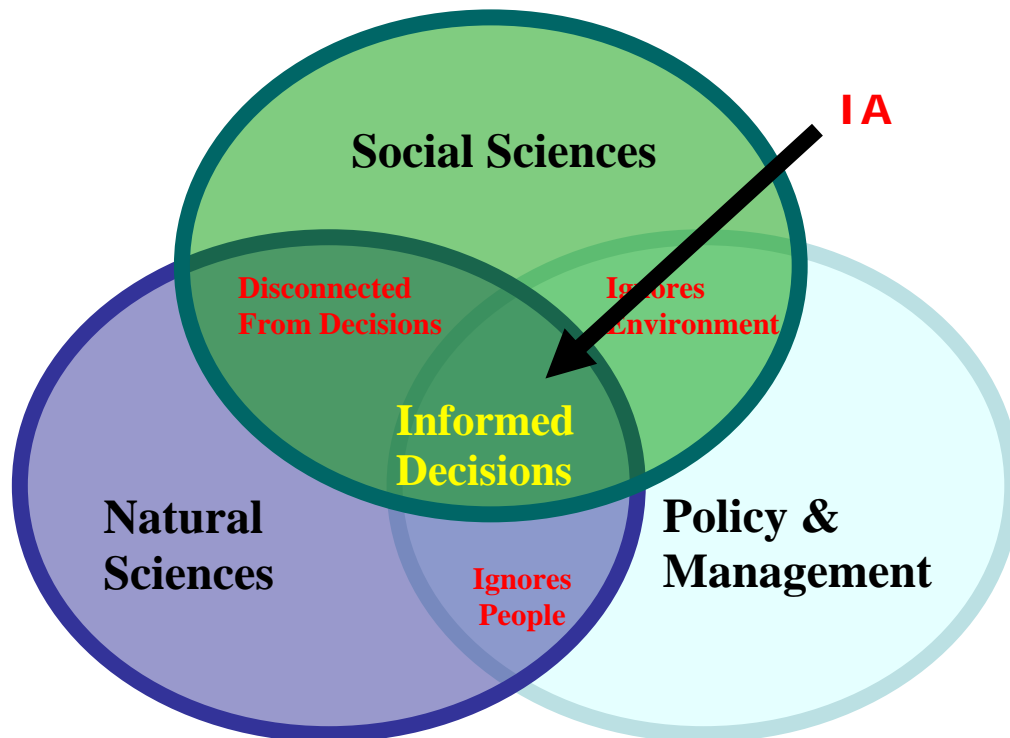 IA
Social Sciences
Disconnected
From Decisions
Ignores
Environment
Informed
Decisions
Natural
Sciences
Policy &
Management
Ignores
People